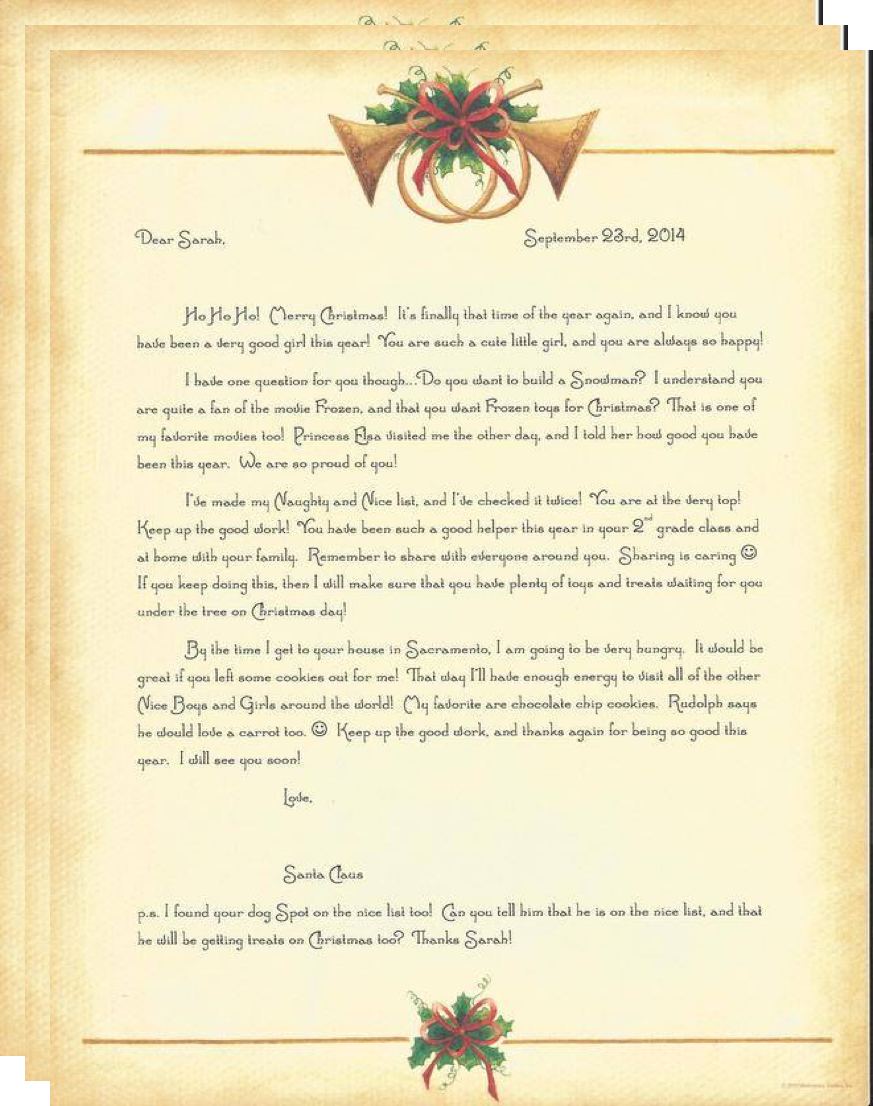 Dear Sarah, September 23rd, 2014
Ho Ho Ho! Merry Christmas! It's finally that time of the year again, and I know you
have been a very good girl this year! You are such a cute little girl, and you are always so happy!
I have one question for you though...Do you want to build a Snowman? I understand you
are quite a fan of the movie Frozen, and that you want Frozen toys for Christmas? That is one of
my favorite movies too! Princess Elsa visited me the other day, and I told her how good you have
been this year. We are so proud of you!
I've made my Naughty and Nice list, and I've checked it twice! You are at the very top!
Keep up the good work! You have been such a good helper this year in your 2nd grade class and
at home with your family. Remember to share with everyone around you. Sharing is caring ☺
If you keep doing this, then I will make sure that you have plenty of toys and treats waiting for you
under the tree on Christmas day!
By the time I get to your house in Sacramento, I am going to be very hungry. It would be
great if you left some cookies out for me! That way I'll have enough energy to visit all of the other
Nice Boys and Girls around the world! My favorite are chocolate chip cookies. Rudolph says
he would love a carrot too. ☺ Keep up the good work, and thanks again for being so good this
year. I will see you soon!
Love,
Santa Claus
p.s. I found your dog Spot on the nice list too! Can you tell him that he is on the nice list, and that
he will be getting treats on Christmas too? Thanks Sarah!